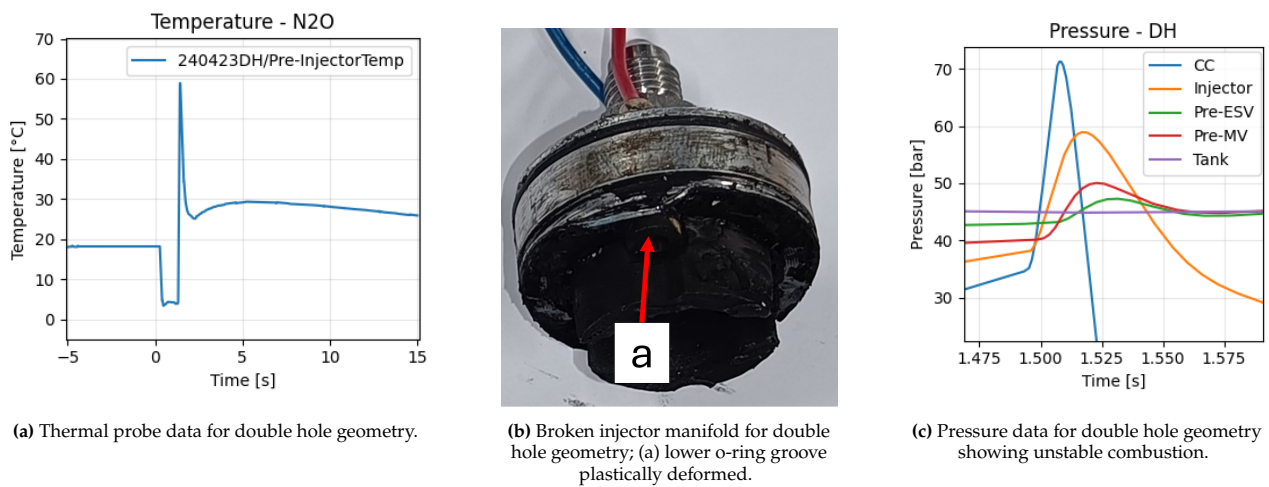 Temperature - N2O
70
60
50
40
30
20
10
0
Temperature [°C]
240423DH/Pre-InjectorTemp
−5
0
5
10
15
Time [s]
(a) Thermal probe data for double hole geometry.
a
(b) Broken injector manifold for double
hole geometry; (a) lower o-ring groove
plastically deformed.
Pressure - DH
70
60
50
40
30
Pressure [bar]
CC
Injector
Pre-ESV
Pre-MV
Tank
1.475
1.500
1.525
1.550
1.575
Time [s]
(c) Pressure data for double hole geometry
showing unstable combustion.